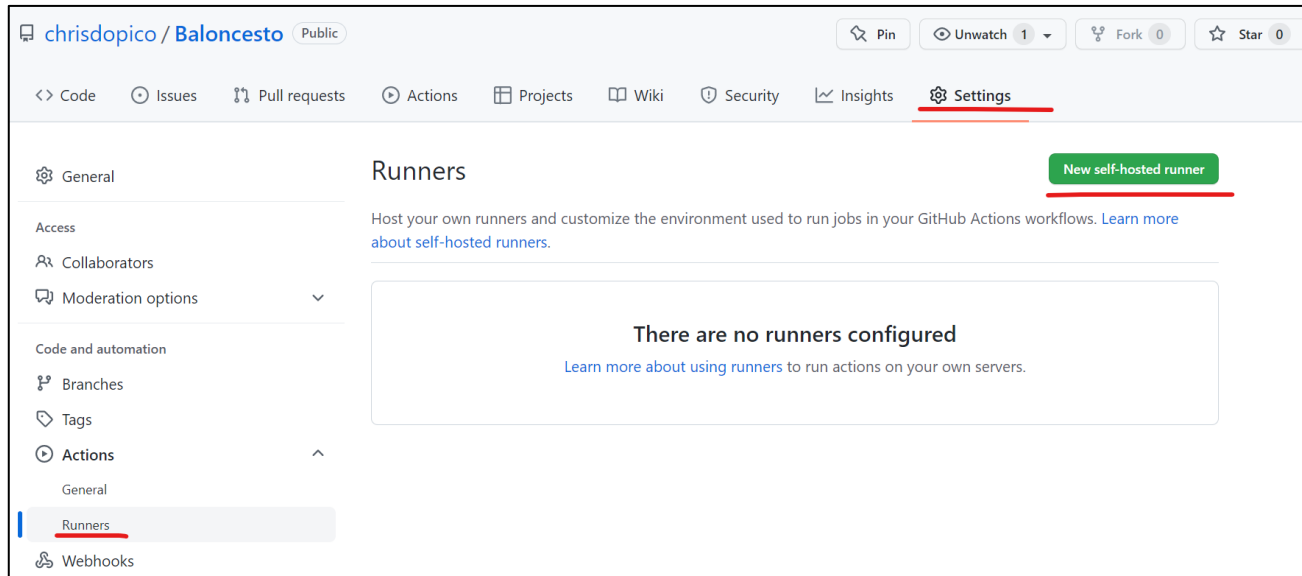 chrisdopico / Baloncesto Public
Pin
Unwatch 1
Fork 0
Star 0
Code
Issues
Pull requests
Actions
Projects
Wiki
Security
Insights
Settings
General
Access
Collaborators
Moderation options
Code and automation
Branches
Tags
Actions
General
Runners
Webhooks
Runners
New self-hosted runner
Host your own runners and customize the environment used to run jobs in your GitHub Actions workflows. Learn more
about self-hosted runners.
There are no runners configured
Learn more about using runners to run actions on your own servers.